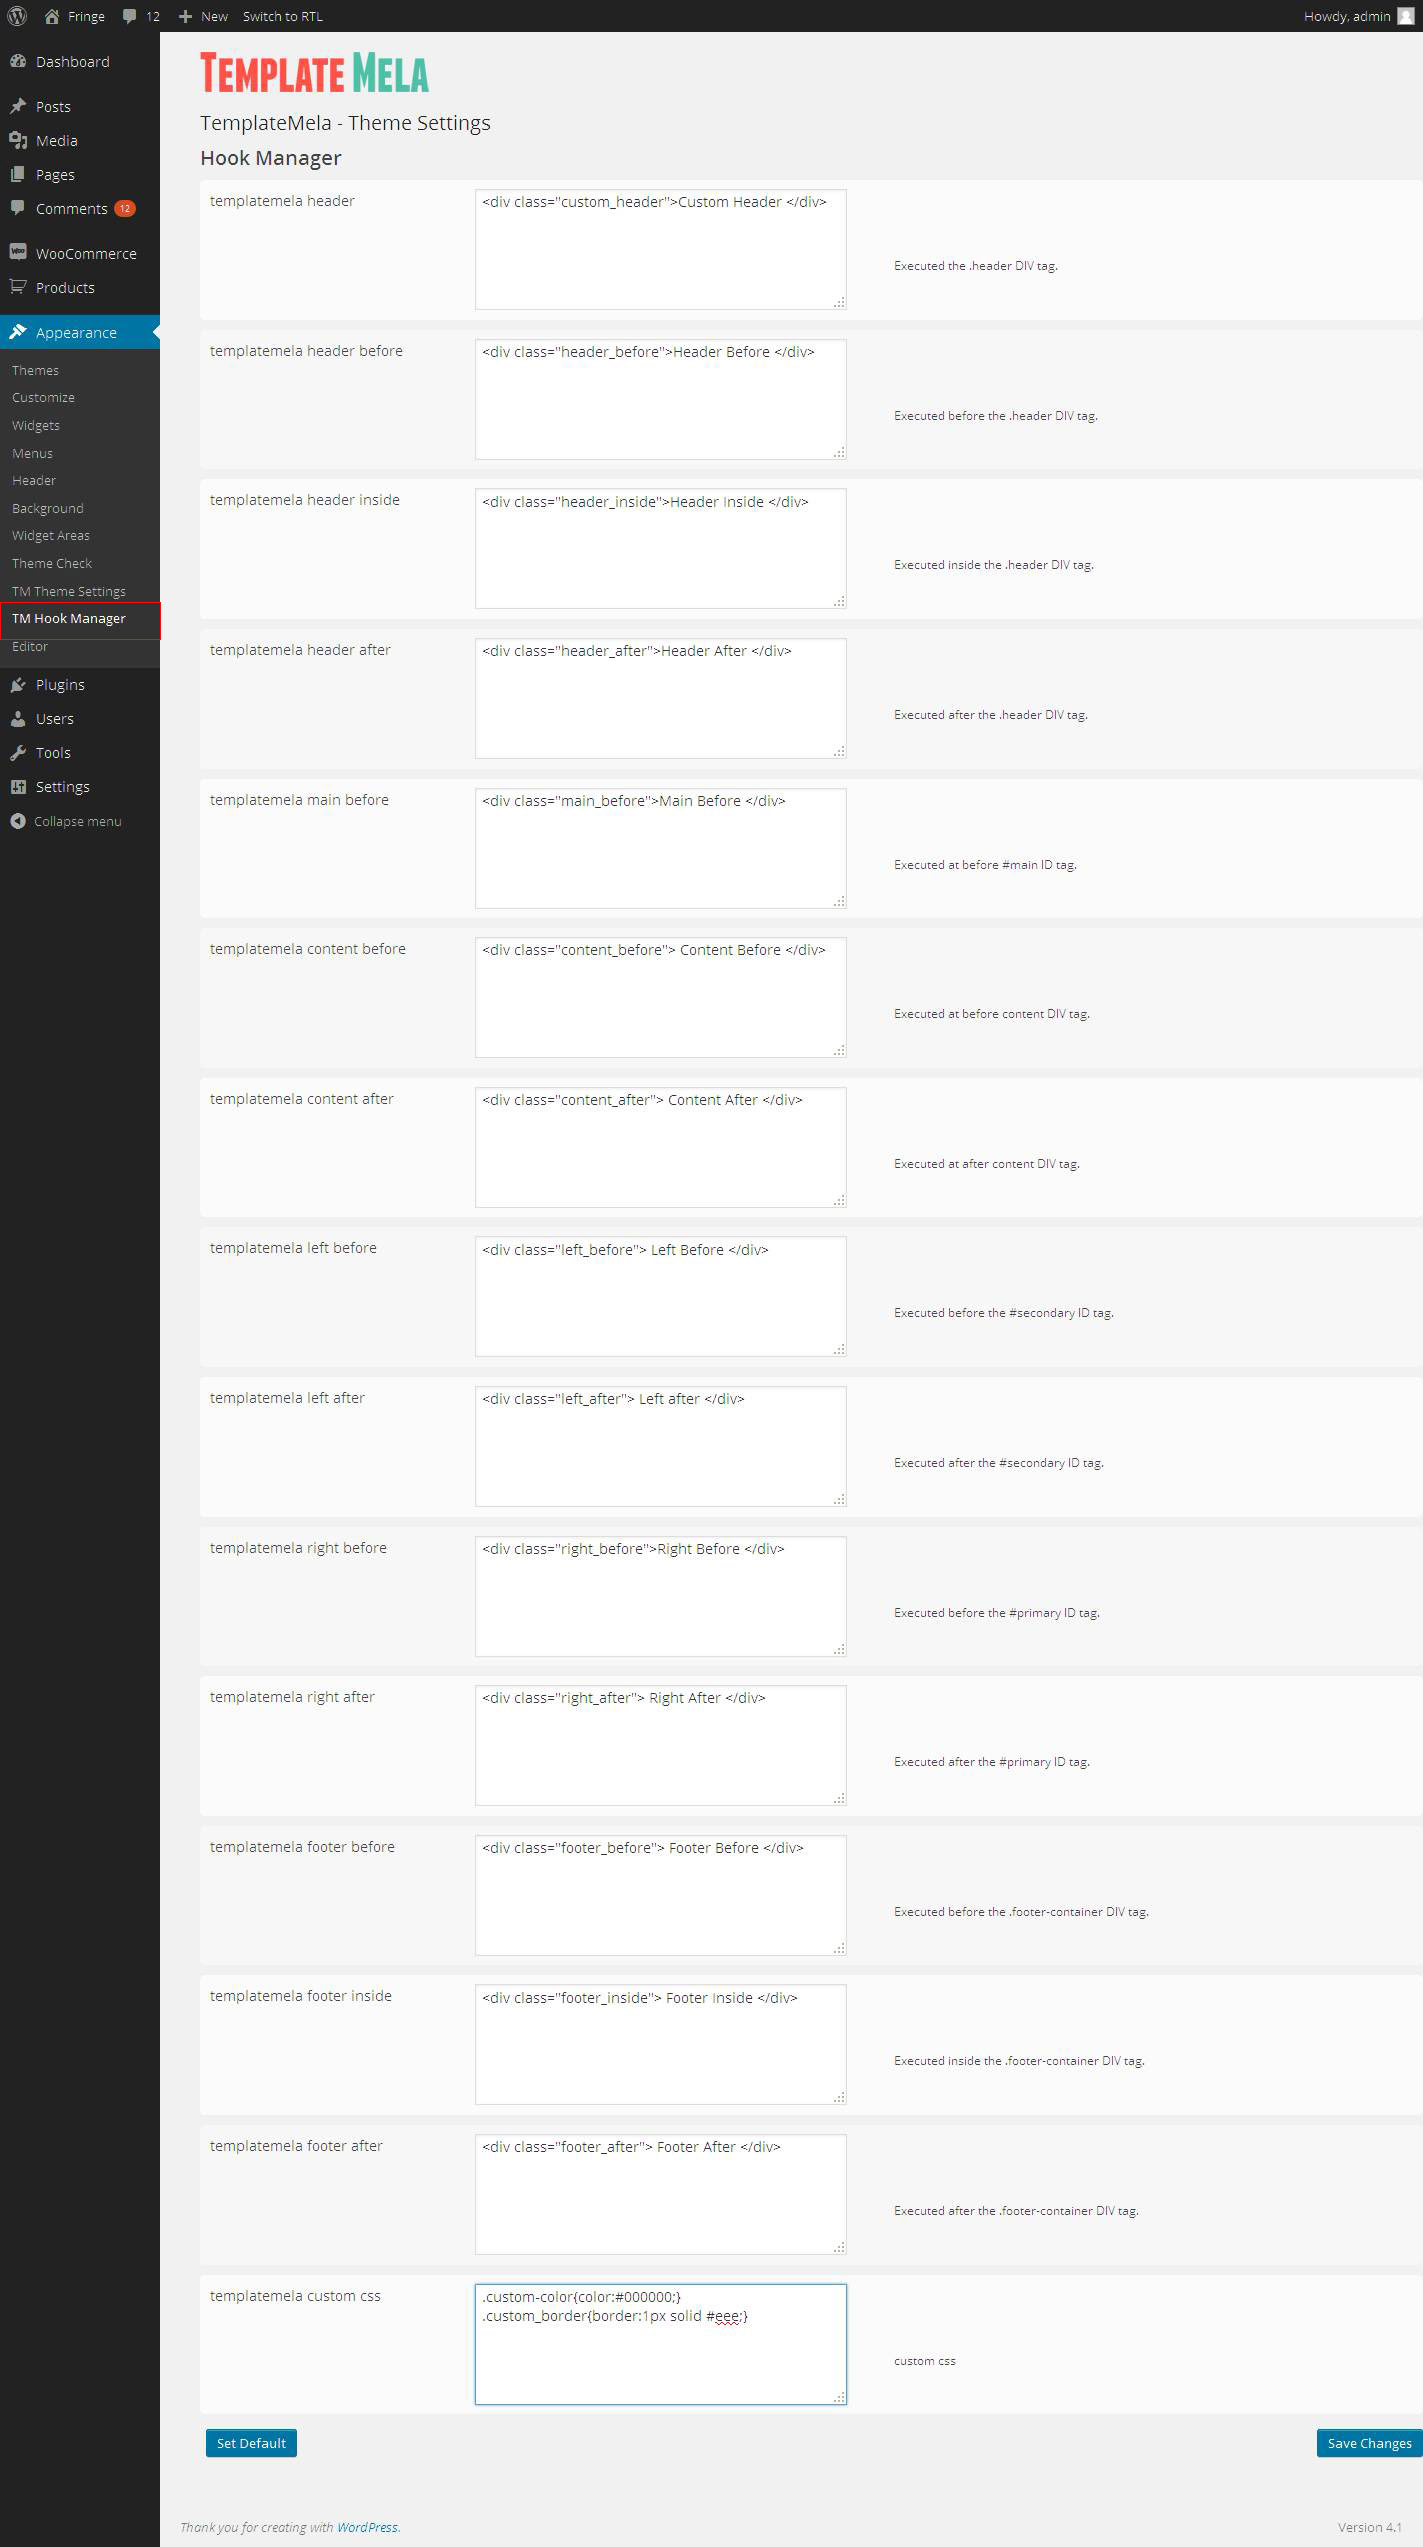 Fringe 12 New Switch to RTL Howdy, admin
Dashboard
Posts
Media
Pages
Comments 12
WooCommerce
Products
Appearance
Themes
Customize
Widgets
Menus
Header
Background
Widget Areas
Theme Check
TM Theme Settings
TM Hook Manager
Editor
Plugins
Users
Tools
Settings
Collapse menu
TEMPLATE MELA
TemplateMela - Theme Settings
Hook Manager
templatemela header
<div class="custom_header">Custom Header </div>
Executed the .header DIV tag.
templatemela header before
<div class="header_before">Header Before </div>
Executed before the .header DIV tag.
templatemela header inside
<div class="header_inside">Header Inside </div>
Executed inside the .header DIV tag.
templatemela header after
<div class="header_after">Header After </div>
Executed after the .header DIV tag.
templatemela main before
<div class="main_before">Main Before </div>
Executed at before #main ID tag.
templatemela content before
<div class="content_before"> Content Before </div>
Executed at before content DIV tag.
templatemela content after
<div class="content_after"> Content After </div>
Executed at after content DIV tag.
templatemela left before
<div class="left_before"> Left Before </div>
Executed before the #secondary ID tag.
templatemela left after
<div class="left_after"> Left after </div>
Executed after the #secondary ID tag.
templatemela right before
<div class="right_before">Right Before </div>
Executed before the #primary ID tag.
templatemela right after
<div class="right_after"> Right After </div>
Executed after the #primary ID tag.
templatemela footer before
<div class="footer_before"> Footer Before </div>
Executed before the .footer-container DIV tag.
templatemela footer inside
<div class="footer_inside"> Footer Inside </div>
Executed inside the .footer-container DIV tag.
templatemela footer after
<div class="footer_after"> Footer After </div>
Executed after the .footer-container DIV tag.
templatemela custom css
.custom-color{color:#000000;}
.custom_border{border:1px solid #eee;}
custom css
Set Default
Save Changes
Thank you for creating with WordPress.
Version 4.1